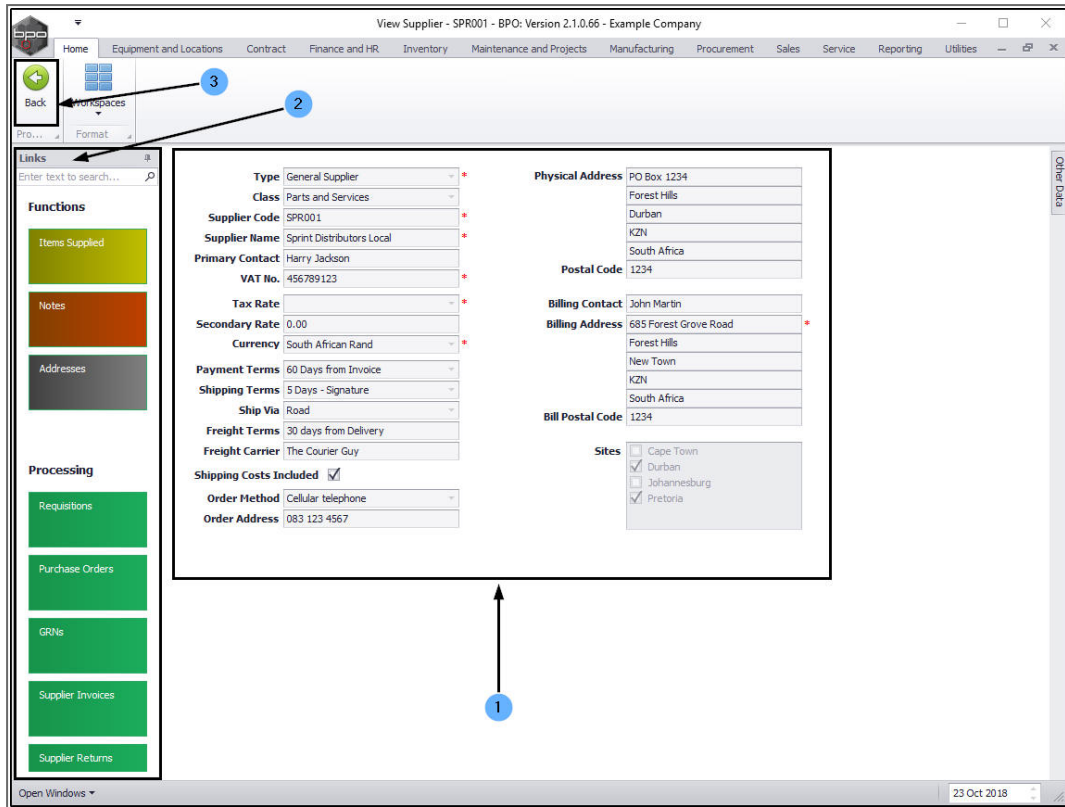 bpo
View Supplier - SPR001 - BPO: Version 2.1.0.66 - Example Company
Home Equipment and Locations Contract Finance and HR Inventory Maintenance and Projects Manufacturing Procurement Sales Service Reporting Utilities
Back Workspaces
Pro... Format
3
2
Links
Enter text to search...
Functions
Items Supplied
Notes
Addresses
Processing
Requisitions
Purchase Orders
GRNs
Supplier Invoices
Supplier Returns
Type General Supplier *
Class Parts and Services
Supplier Code SPR001 *
Supplier Name Sprint Distributors Local *
Primary Contact Harry Jackson
VAT No. 456789123 *
Tax Rate *
Secondary Rate 0.00
Currency South African Rand *
Payment Terms 60 Days from Invoice
Shipping Terms 5 Days - Signature
Ship Via Road
Freight Terms 30 days from Delivery
Freight Carrier The Courier Guy
Shipping Costs Included
Order Method Cellular telephone
Order Address 083 123 4567
Physical Address PO Box 1234
Forest Hills
Durban
KZN
South Africa
Postal Code 1234
Billing Contact John Martin
Billing Address 685 Forest Grove Road *
Forest Hills
New Town
KZN
South Africa
Bill Postal Code 1234
Sites Cape Town
Durban
Johannesburg
Pretoria
Other Data
1
Open Windows
23 Oct 2018